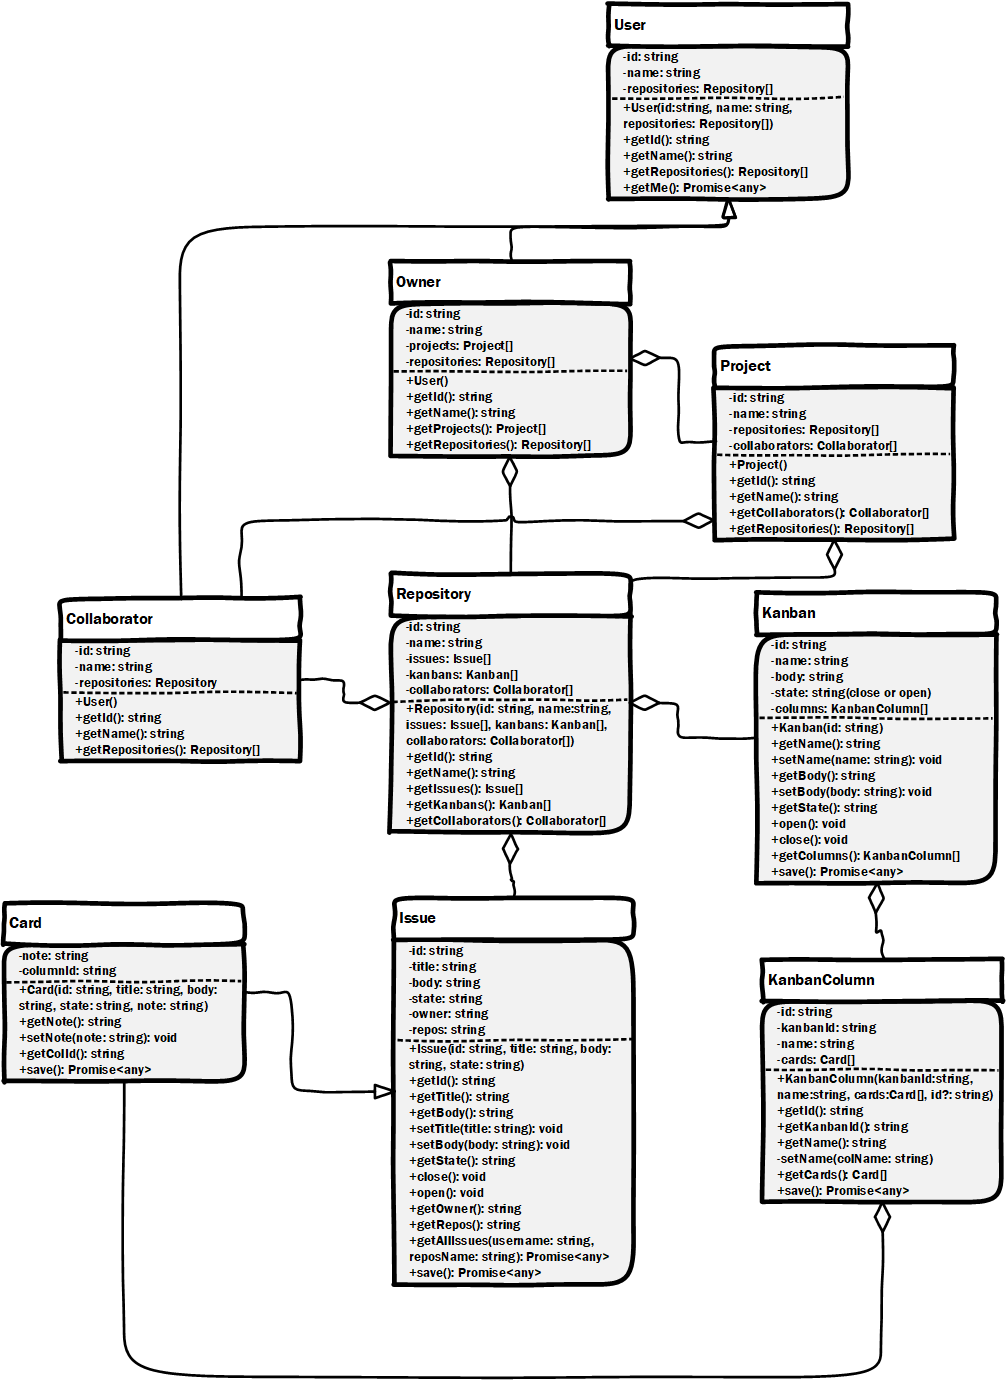 User
-id: string
-name: string
-repositories: Repository[]
+User(id:string, name: string,
repositories: Repository[])
+getId(): string
+getName(): string
+getRepositories(): Repository[]
+getMe(): Promise<any>
Owner
-id: string
-name: string
-projects: Project[]
-repositories: Repository[]
+User()
+getId(): string
+getName(): string
+getProjects(): Project[]
+getRepositories(): Repository[]
Project
-id: string
-name: string
-repositories: Repository[]
-collaborators: Collaborator[]
+Project()
+getId(): string
+getName(): string
+getCollaborators(): Collaborator[]
+getRepositories(): Repository[]
Collaborator
-id: string
-name: string
-repositories: Repository
+User()
+getId(): string
+getName(): string
+getRepositories(): Repository[]
Repository
-id: string
-name: string
-issues: Issue[]
-kanbans: Kanban[]
-collaborators: Collaborator[]
+Repository(id: string, name:string,
issues: Issue[], kanbans: Kanban[],
collaborators: Collaborator[])
+getId(): string
+getName(): string
+getIssues(): Issue[]
+getKanbans(): Kanban[]
+getCollaborators(): Collaborator[]
Kanban
-id: string
-name: string
-body: string
-state: string(close or open)
-columns: KanbanColumn[]
+Kanban(id: string)
+getName(): string
+setName(name: string): void
+getBody(): string
+setBody(body: string): void
+getState(): string
+open(): void
+close(): void
+getColumns(): KanbanColumn[]
+save(): Promise<any>
Card
-note: string
-columnId: string
+Card(id: string, title: string, body:
string, state: string, note: string)
+getNote(): string
+setNote(note: string): void
+getColId(): string
+save(): Promise<any>
Issue
-id: string
-title: string
-body: string
-state: string
-owner: string
-repos: string
+Issue(id: string, title: string, body:
string, state: string)
+getId(): string
+getTitle(): string
+getBody(): string
+setTitle(title: string): void
+setBody(body: string): void
+getState(): string
+close(): void
+open(): void
+getOwner(): string
+getRepos(): string
+getAllIssues(username: string,
reposName: string): Promise<any>
+save(): Promise<any>
KanbanColumn
-id: string
-kanbanId: string
-name: string
-cards: Card[]
+KanbanColumn(kanbanId:string,
name:string, cards:Card[], id?: string)
+getId(): string
+getKanbanId(): string
+getName(): string
-setName(colName: string)
+getCards(): Card[]
+save(): Promise<any>